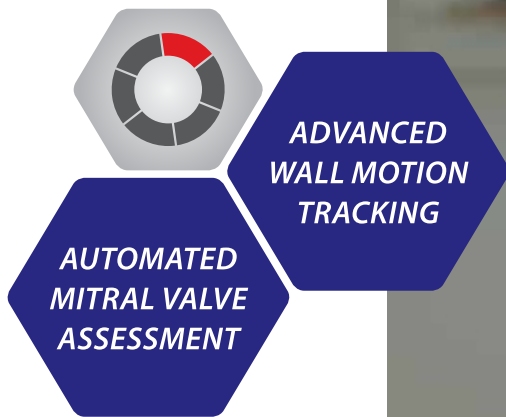 ADVANCED
WALL MOTION
TRACKING
AUTOMATED
MITRAL VALVE
ASSESSMENT